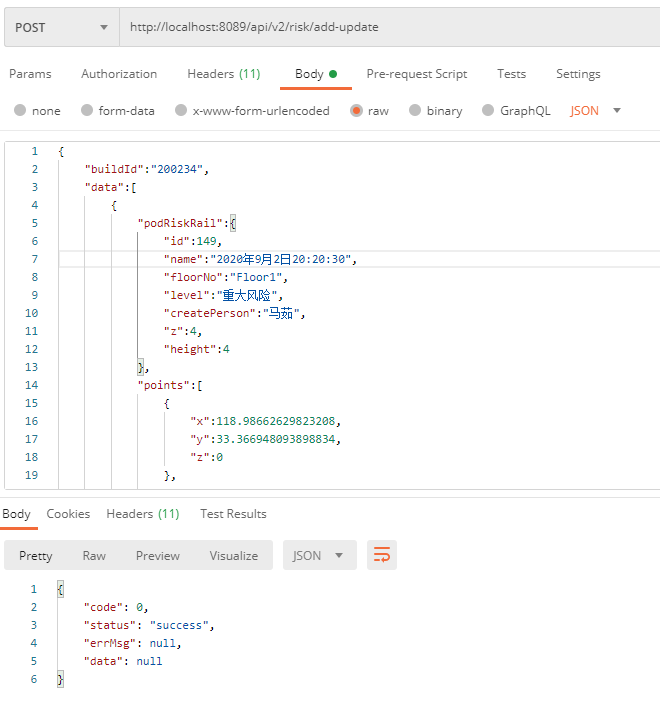 POST http://localhost:8089/api/v2/risk/add-update
Params Authorization Headers (11) Body Pre-request Script Tests Settings
none form-data x-www-form-urlencoded raw binary GraphQL JSON
1 {
2 "buildId":"200234",
3 "data":[
4 {
5 "podRiskRail":{
6 "id":149,
7 "name":"2020年9月2日20:20:30",
8 "floorNo":"Floor1",
9 "level":"重大风险",
10 "createPerson":"马茹",
11 "z":4,
12 "height":4
13 },
14 "points":[
15 {
16 "x":118.98662629823208,
17 "y":33.366948093898834,
18 "z":0
19 },
Body Cookies Headers (11) Test Results
Pretty Raw Preview Visualize JSON
1 {
2 "code": 0,
3 "status": "success",
4 "errMsg": null,
5 "data": null
6 }